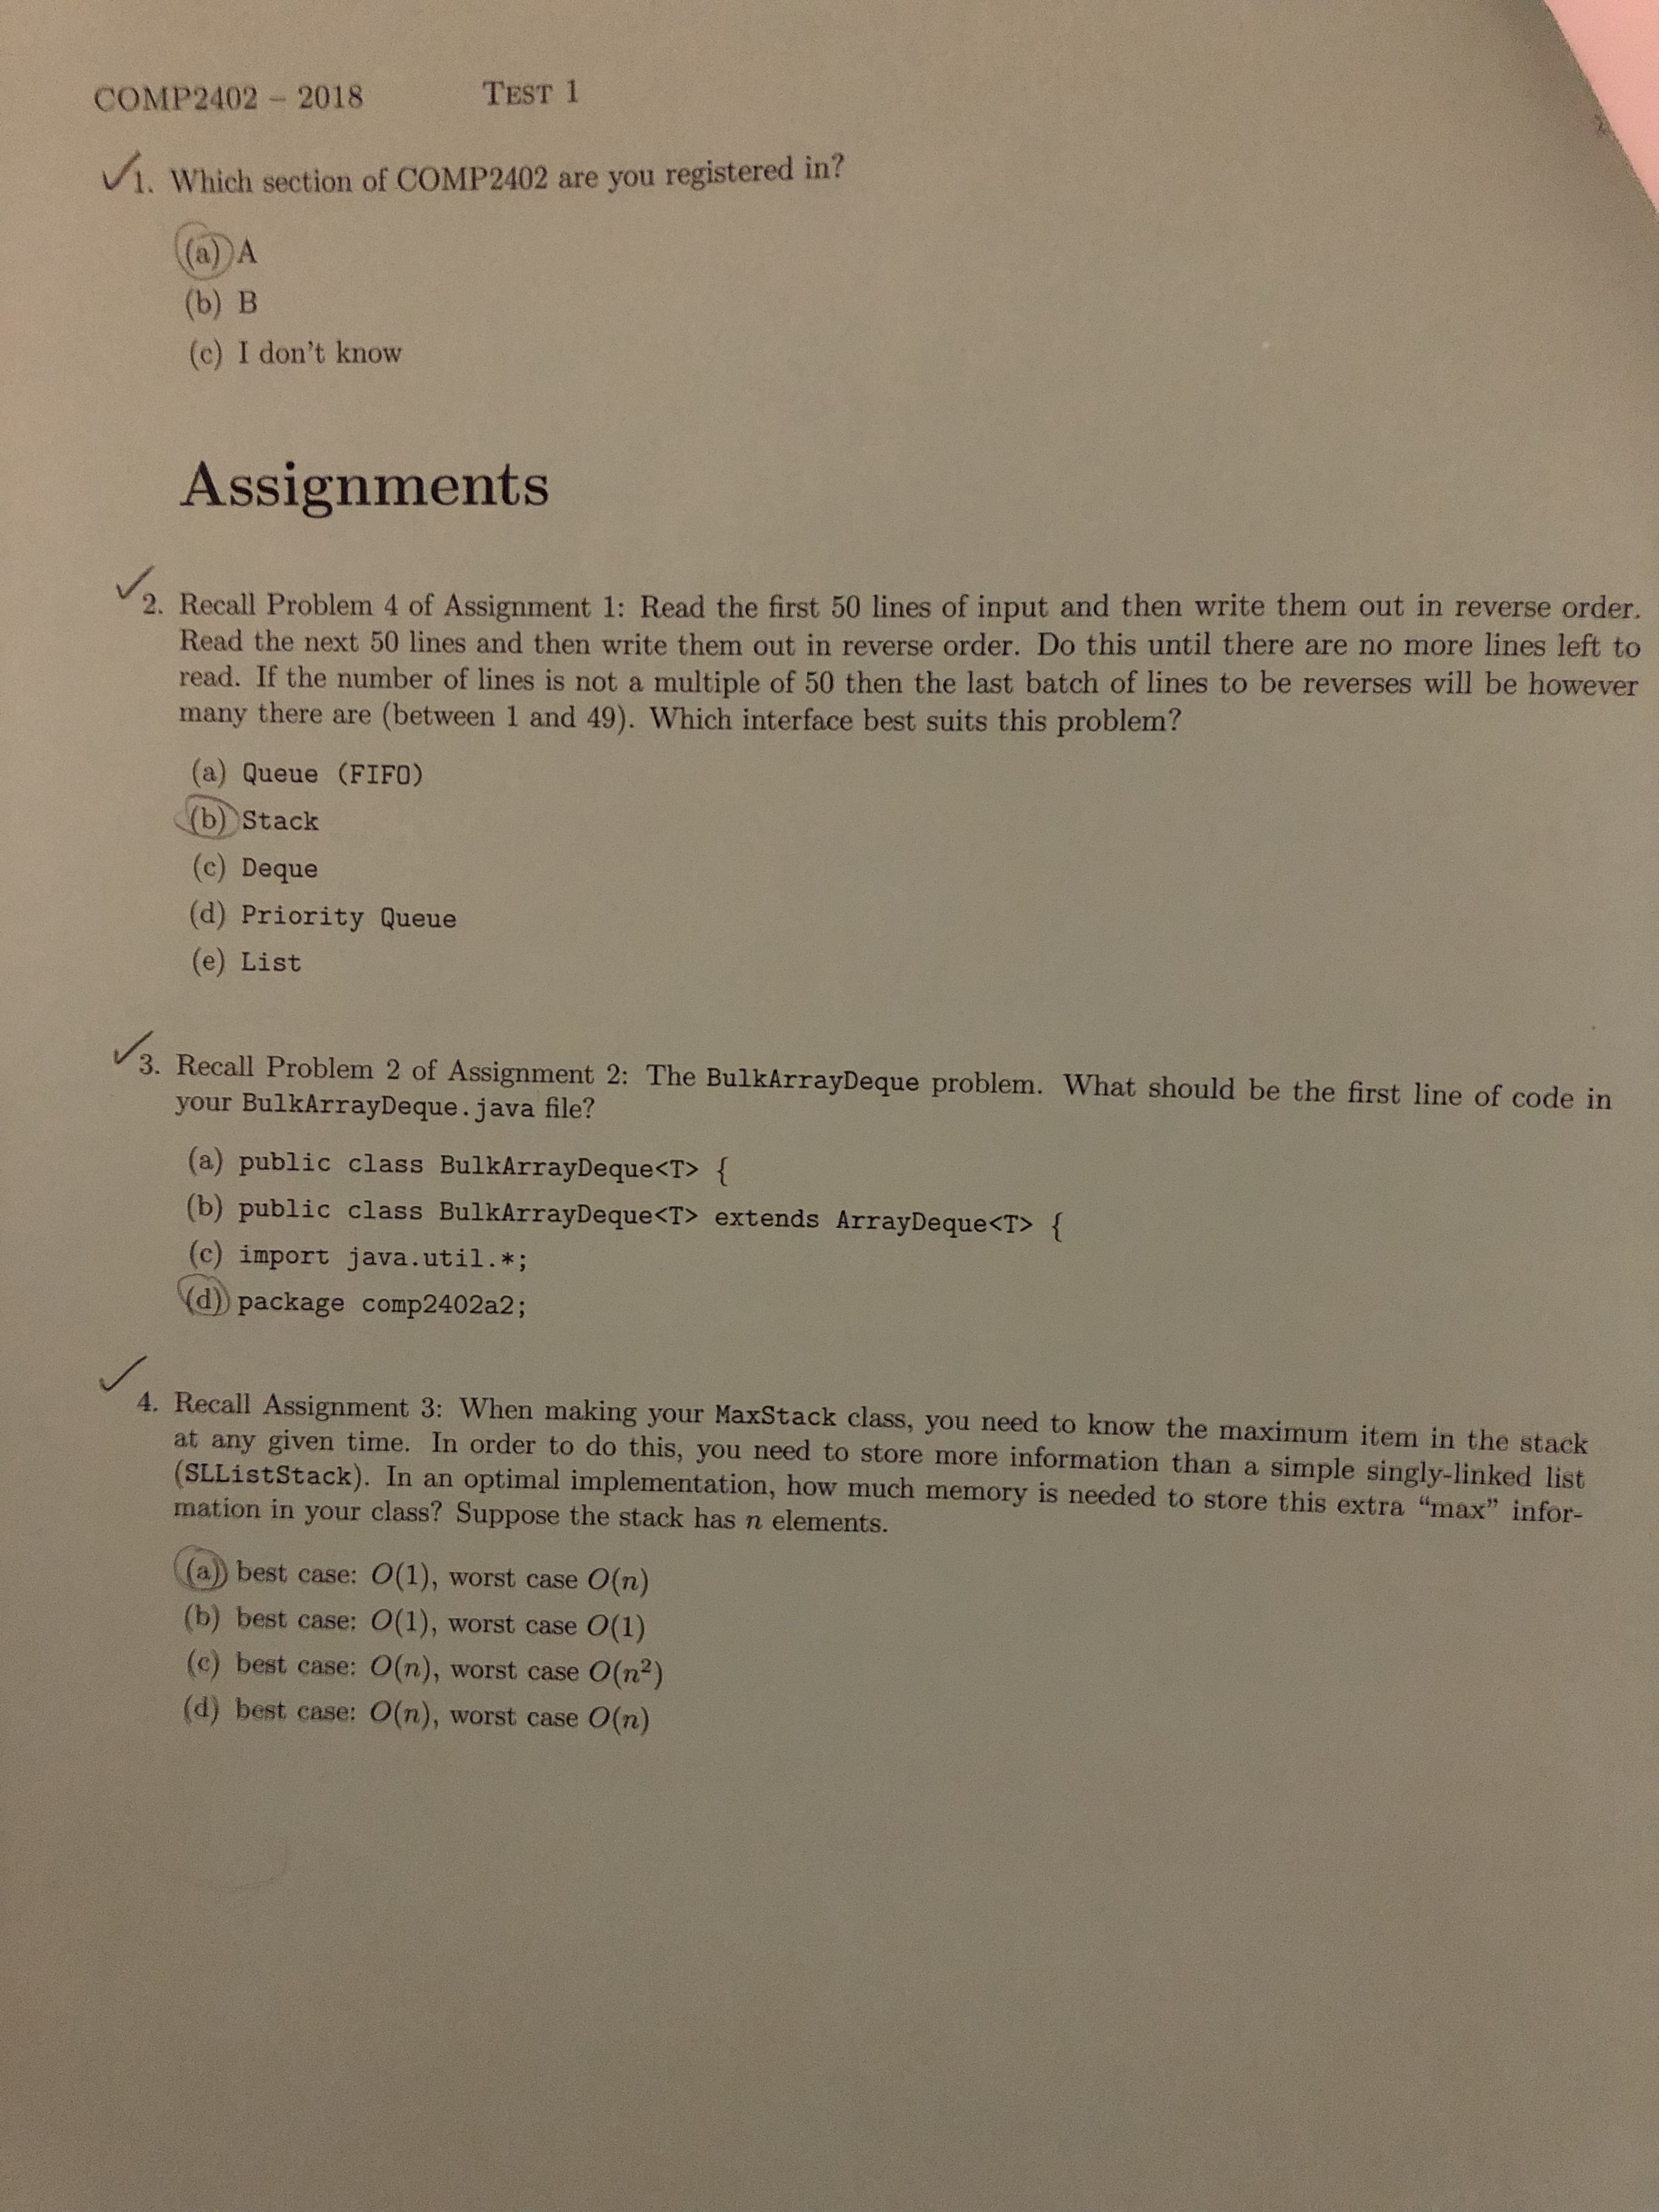 COMP2402 – 2018 TEST 1
1. Which section of COMP2402 are you registered in?
(a) A
(b) B
(c) I don't know
Assignments
2. Recall Problem 4 of Assignment 1: Read the first 50 lines of input and then write them out in reverse order.
Read the next 50 lines and then write them out in reverse order. Do this until there are no more lines left to
read. If the number of lines is not a multiple of 50 then the last batch of lines to be reverses will be however
many there are (between 1 and 49). Which interface best suits this problem?
(a) Queue (FIFO)
(b) Stack
(c) Deque
(d) Priority Queue
(e) List
3. Recall Problem 2 of Assignment 2: The BulkArrayDeque problem. What should be the first line of code in
your BulkArrayDeque.java file?
(a) public class BulkArrayDeque<T> {
(b) public class BulkArrayDeque<T> extends ArrayDeque<T> {
(c) import java.util.*;
(d) package comp2402a2;
4. Recall Assignment 3: When making your MaxStack class, you need to know the maximum item in the stack
at any given time. In order to do this, you need to store more information than a simple singly-linked list
(SLListStack). In an optimal implementation, how much memory is needed to store this extra “max” infor-
mation in your class? Suppose the stack has n elements.
(a) best case: O(1), worst case O(n)
(b) best case: O(1), worst case O(1)
(c) best case: O(n), worst case O(n²)
(d) best case: O(n), worst case O(n)